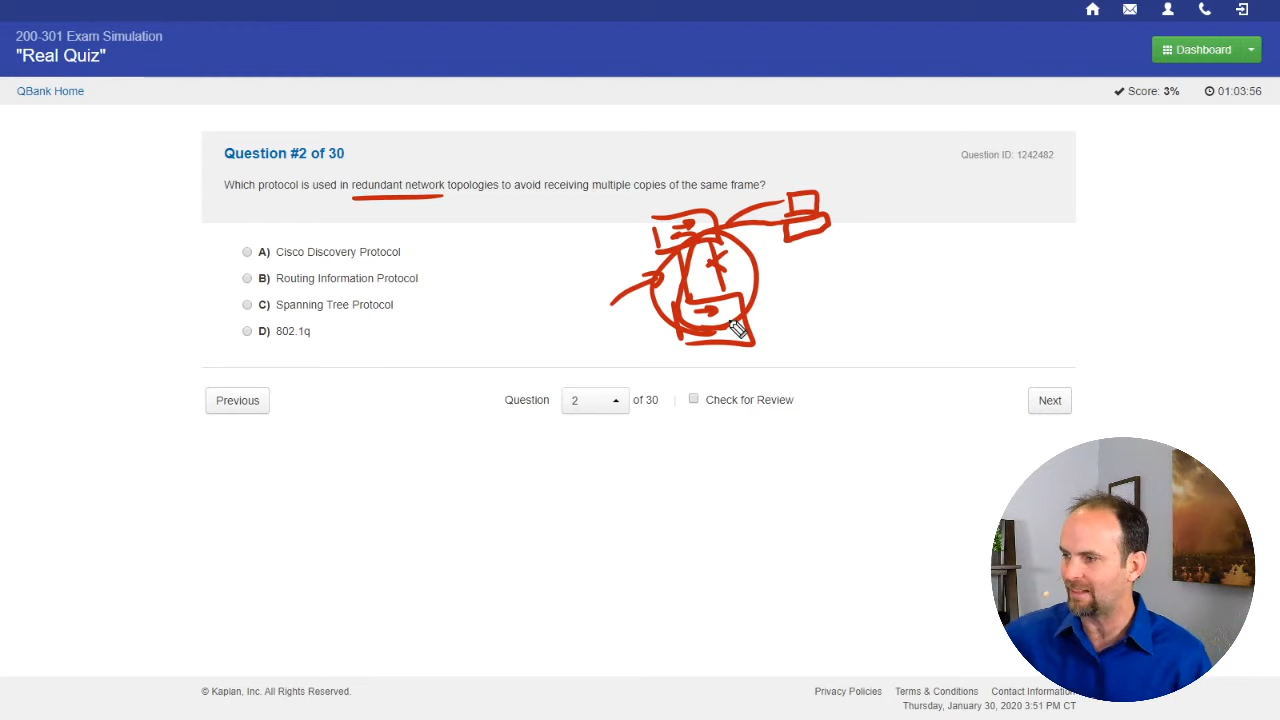 200-301 Exam Simulation
"Real Quiz"
Dashboard
QBank Home
Score: 3%
01:03:56
Question #2 of 30
Question ID: 1242482
Which protocol is used in redundant network topologies to avoid receiving multiple copies of the same frame?
A) Cisco Discovery Protocol
B) Routing Information Protocol
C) Spanning Tree Protocol
D) 802.1q
Previous
Question 2 of 30
Check for Review
Next
© Kaplan, Inc. All Rights Reserved.
Privacy Policies Terms & Conditions Contact Information
Thursday, January 30, 2020 3:51 PM CT